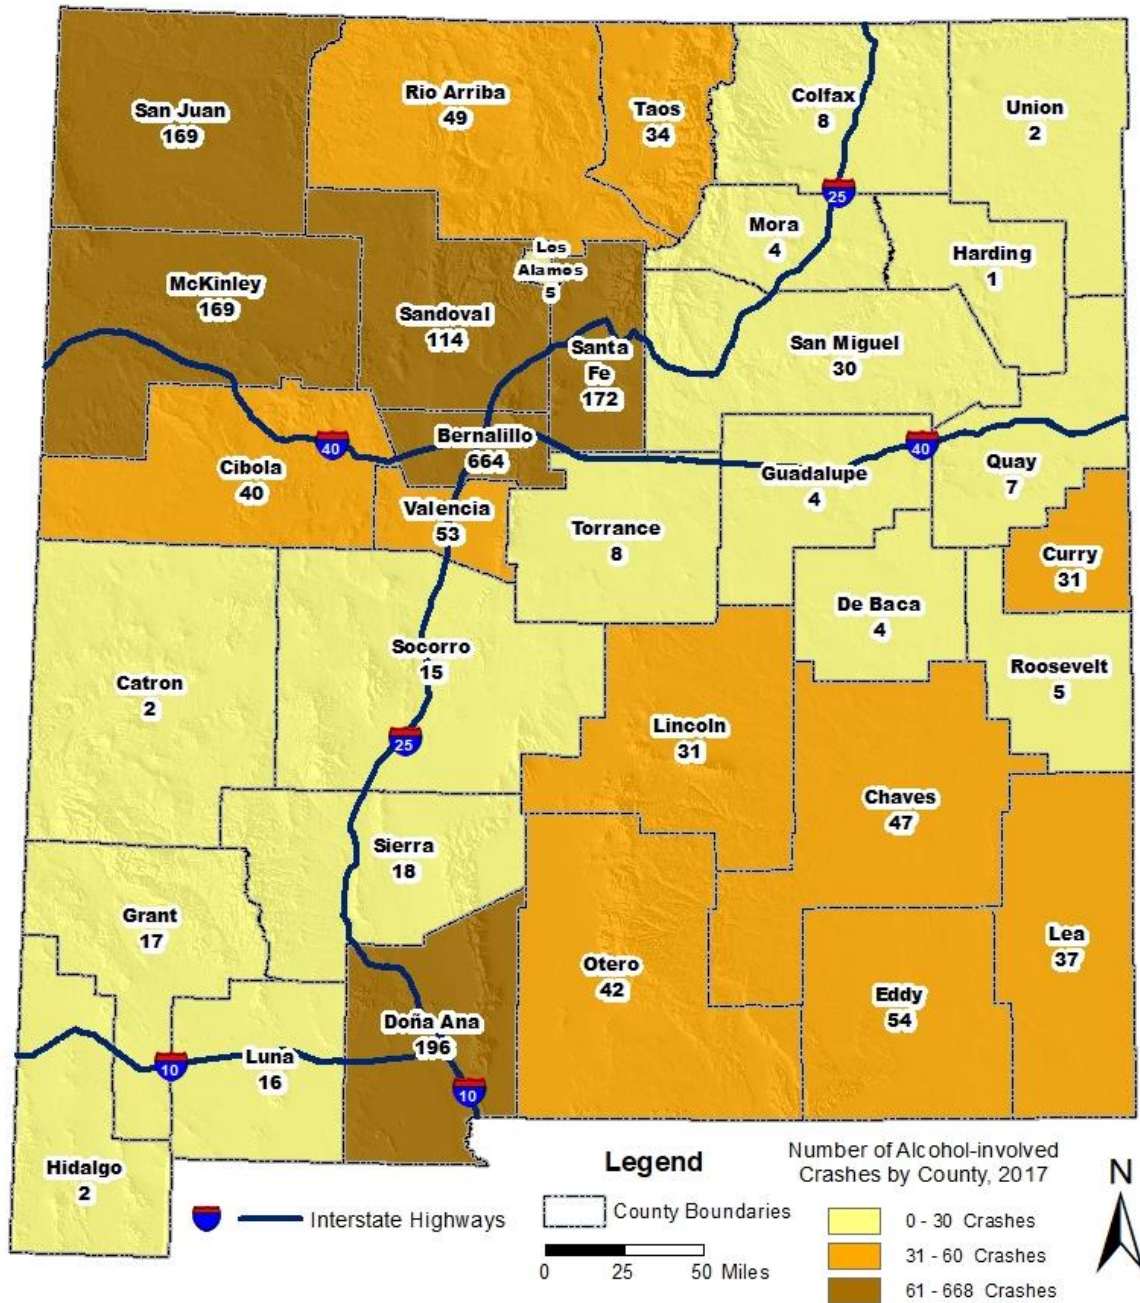 San Juan
169
Rio Arriba
49
Taos
34
Colfax
8
Union
2
25
Mora
4
Harding
1
Los
Alamos
5
McKinley
169
Sandoval
114
Santa
Fe
172
San Miguel
30
40
Bernalillo
664
40
Cibola
40
Valencia
53
Guadalupe
4
Quay
7
Torrance
8
Curry
31
De Baca
4
Socorro
15
Roosevelt
5
Catron
2
25
Lincoln
31
Chaves
47
Sierra
18
Grant
17
Otero
42
Lea
37
Eddy
54
Doña Ana
196
Luna
16
10
10
Hidalgo
2
Legend
Interstate Highways
County Boundaries
0 25 50 Miles
Number of Alcohol-involved
Crashes by County, 2017
0 - 30 Crashes
31 - 60 Crashes
61 - 668 Crashes
N